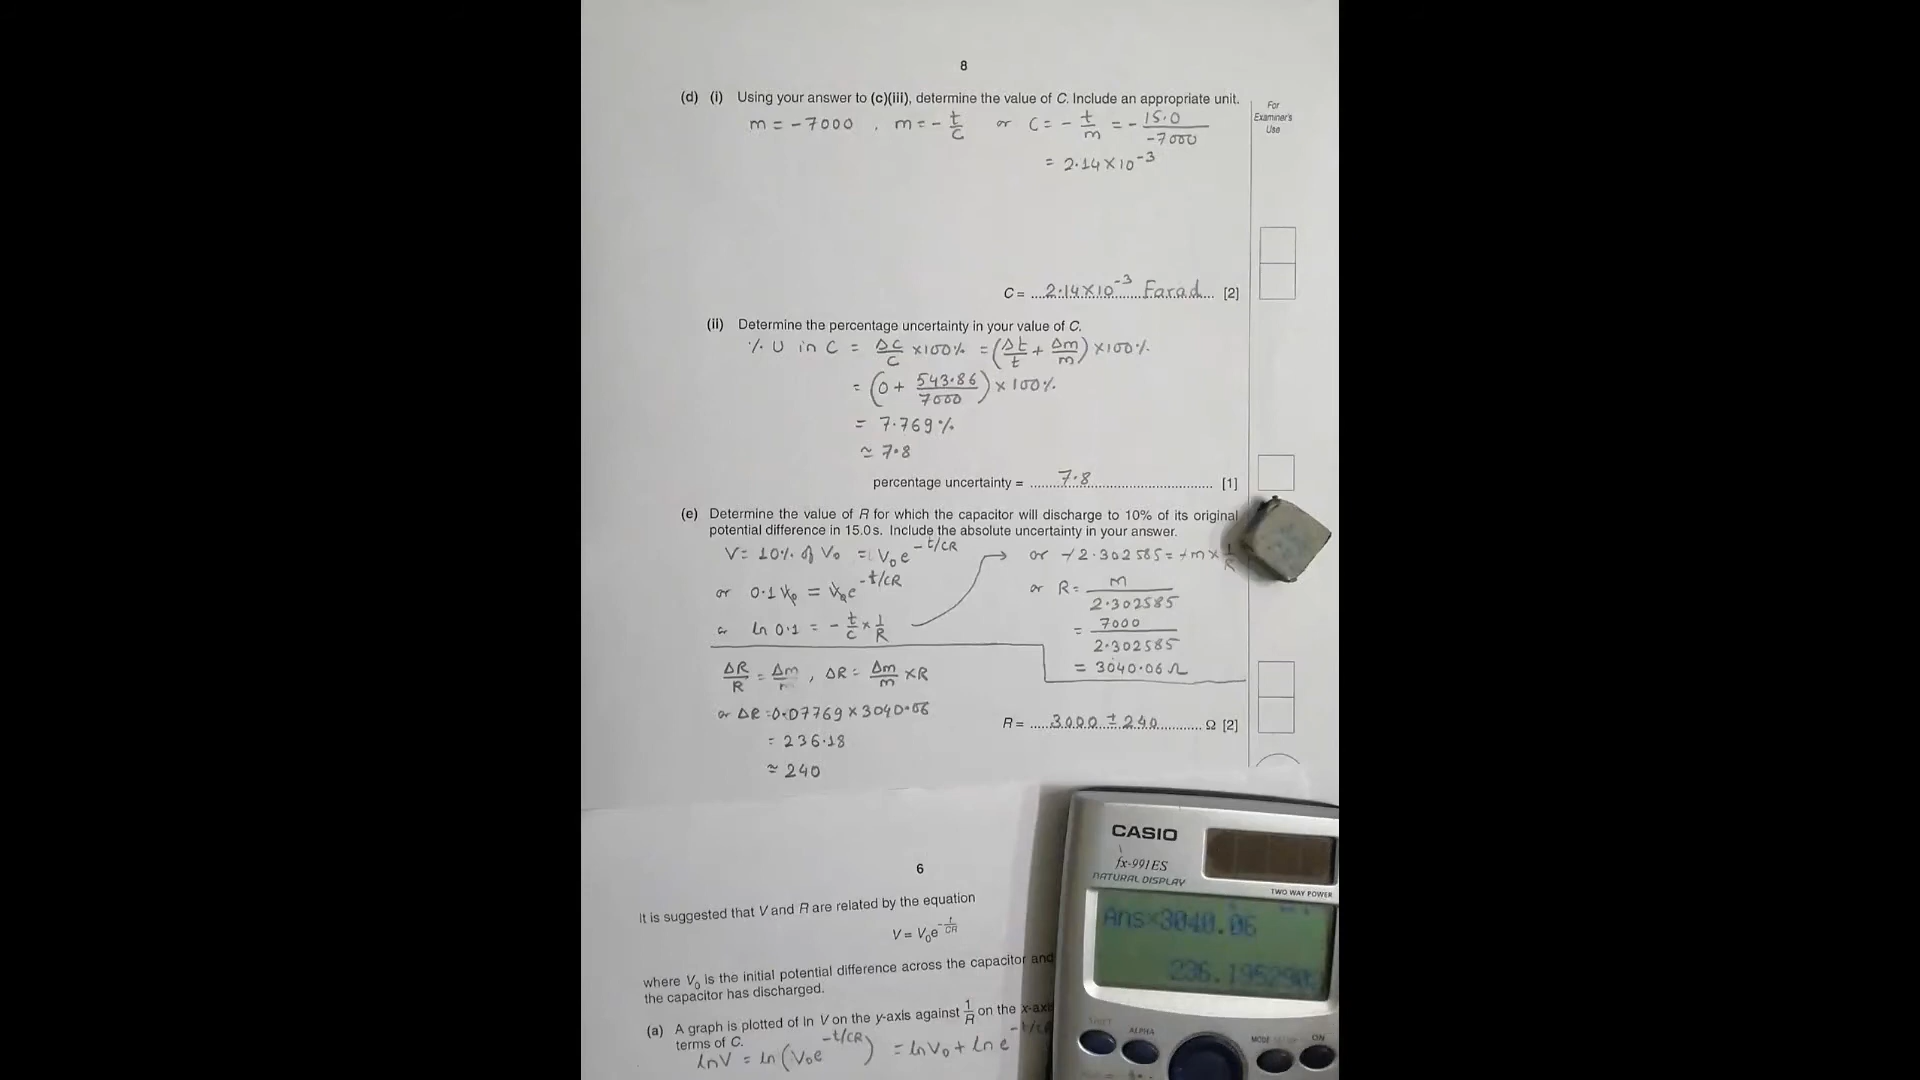 8
(d) (i) Using your answer to (c)(iii), determine the value of C. Include an appropriate unit.
For Examiner's Use
m = -7000 , m = - t/C or C = - t/m = - 15.0/-7000
= 2.14×10⁻³
C = 2.14×10⁻³ Farad [2]
(ii) Determine the percentage uncertainty in your value of C.
% U in C = ΔC/C ×100% = (Δt/t + Δm/m) ×100%
= (0 + 543.86/7000) × 100%
= 7.769%
≃ 7.8
percentage uncertainty = 7.8 [1]
(e) Determine the value of R for which the capacitor will discharge to 10% of its original
potential difference in 15.0 s. Include the absolute uncertainty in your answer.
V = 10% of V₀ = V₀e^-t/CR
or 0.1V₀ = V₀e^-t/CR
or ln 0.1 = - t/C × 1/R
or -2.302585 = -m × 1/R
or R = m/2.302585
= 7000/2.302585
= 3040.06 Ω
ΔR/R = Δm/m , ΔR = Δm/m ×R
or ΔR = 0.07769 × 3040.06
= 236.18
≃ 240
R = 3000 ± 240 Ω [2]
6
It is suggested that V and R are related by the equation
V = V₀e^-t/CR
where V₀ is the initial potential difference across the capacitor and
the capacitor has discharged.
(a) A graph is plotted of ln V on the y-axis against 1/R on the x-axi
terms of C.
lnV = ln(V₀e^-t/CR) = lnV₀ + ln e^-t/C
CASIO
fx-991ES
NATURAL DISPLAY
TWO WAY POWER
Ans×3040.06
236.195290
SHIFT
ALPHA
MODE
ON